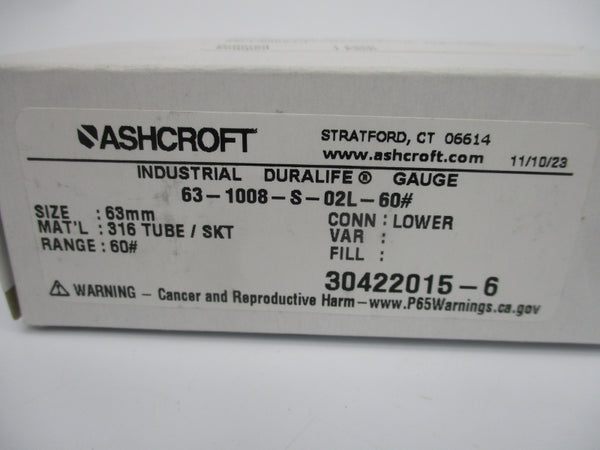 ASHCROFT
STRATFORD, CT 06614
www.ashcroft.com 11/10/23
INDUSTRIAL DURALIFE® GAUGE
63-1008-S-02L-60#
SIZE : 63mm
MAT'L : 316 TUBE / SKT
RANGE : 60#
CONN : LOWER
VAR :
FILL :
30422015-6
⚠ WARNING – Cancer and Reproductive Harm – www.P65Warnings.ca.gov